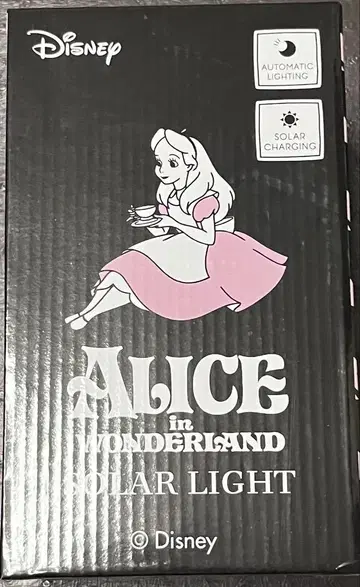 Disney
AUTOMATIC
LIGHTING
SOLAR
CHARGING
ALICE
in
WONDERLAND
SOLAR LIGHT
© Disney